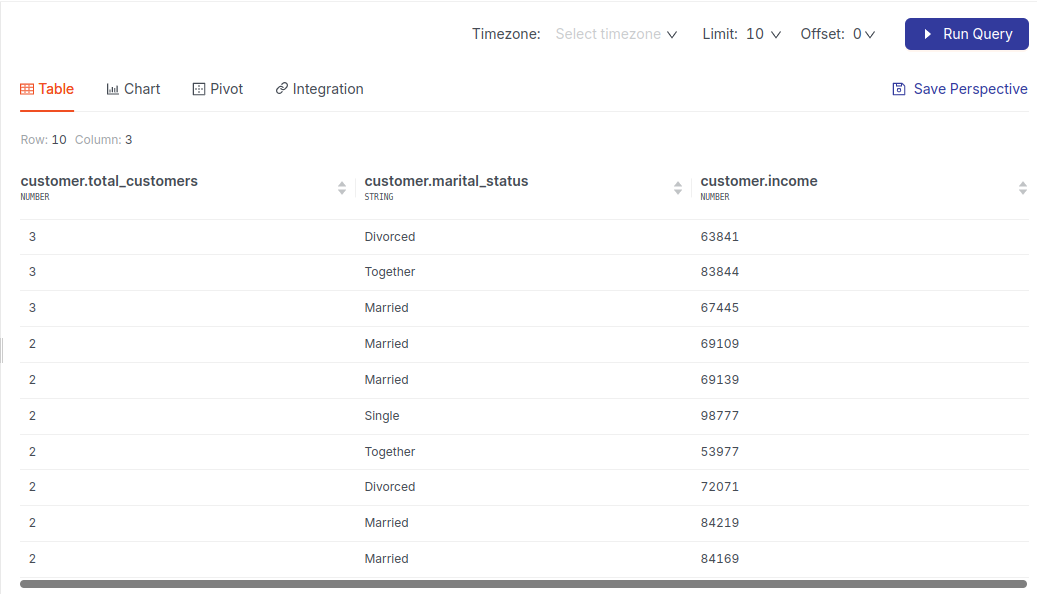 Timezone: Select timezone Limit: 10 Offset: 0 Run Query
Table Chart Pivot Integration Save Perspective
Row: 10 Column: 3
customer.total_customers customer.marital_status customer.income
NUMBER STRING NUMBER
3 Divorced 63841
3 Together 83844
3 Married 67445
2 Married 69109
2 Married 69139
2 Single 98777
2 Together 53977
2 Divorced 72071
2 Married 84219
2 Married 84169